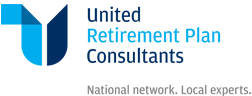 United
Retirement Plan
Consultants
National network. Local experts.